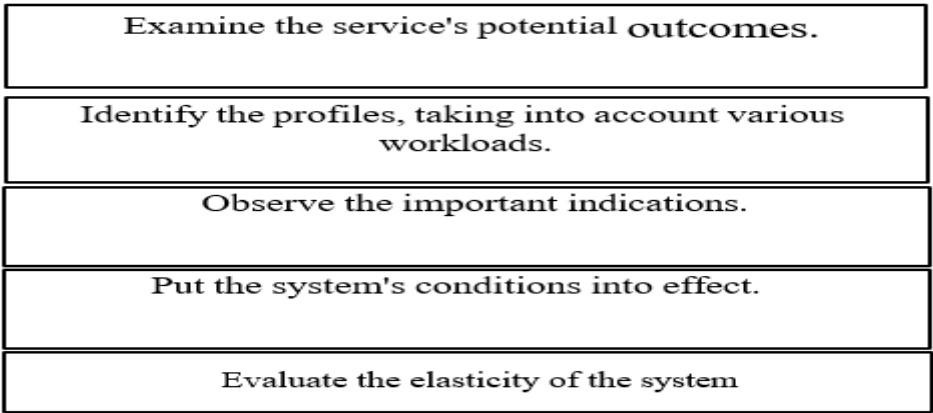 Examine the service's potential outcomes.
Identify the profiles, taking into account various
workloads.
Observe the important indications.
Put the system's conditions into effect.
Evaluate the elasticity of the system